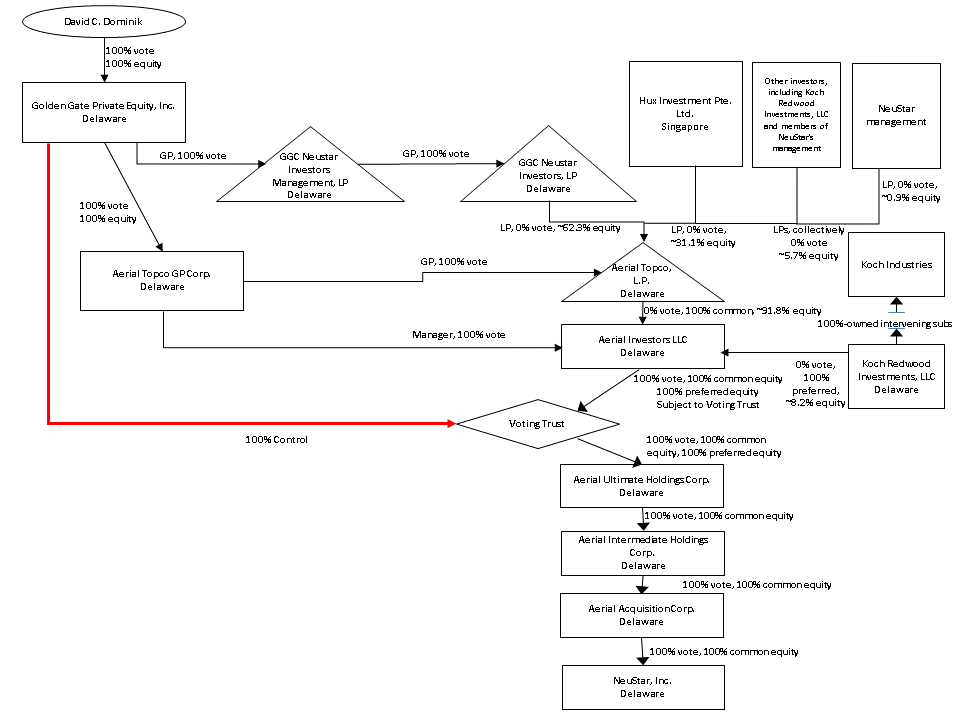 David C. Dominik
100% vote
100% equity
Golden Gate Private Equity, Inc.
Delaware
GP, 100% vote
GGC Neustar
Investors
Management, LP
Delaware
GP, 100% vote
GGC Neustar
Investors, LP
Delaware
Hux Investment Pte.
Ltd.
Singapore
Other investors,
including Koch
Redwood
Investments, LLC
and members of
NeuStar's
management
NeuStar
management
LP, 0% vote,
~0.9% equity
100% vote
100% equity
LP, 0% vote, ~62.3% equity
LP, 0% vote,
~31.1% equity
LPs, collectively
0% vote
~5.7% equity
Aerial Topco GP Corp.
Delaware
GP, 100% vote
Aerial Topco,
L.P.
Delaware
Koch Industries
0% vote, 100% common, ~91.8% equity
100%-owned intervening subs
Manager, 100% vote
Aerial Investors LLC
Delaware
Koch Redwood
Investments, LLC
Delaware
0% vote,
100%
preferred,
~8.2% equity
100% vote, 100% common equity
100% preferred equity
Subject to Voting Trust
Voting Trust
100% Control
100% vote, 100% common
equity, 100% preferred equity
Aerial Ultimate Holdings Corp.
Delaware
100% vote, 100% common equity
Aerial Intermediate Holdings
Corp.
Delaware
100% vote, 100% common equity
Aerial Acquisition Corp.
Delaware
100% vote, 100% common equity
NeuStar, Inc.
Delaware